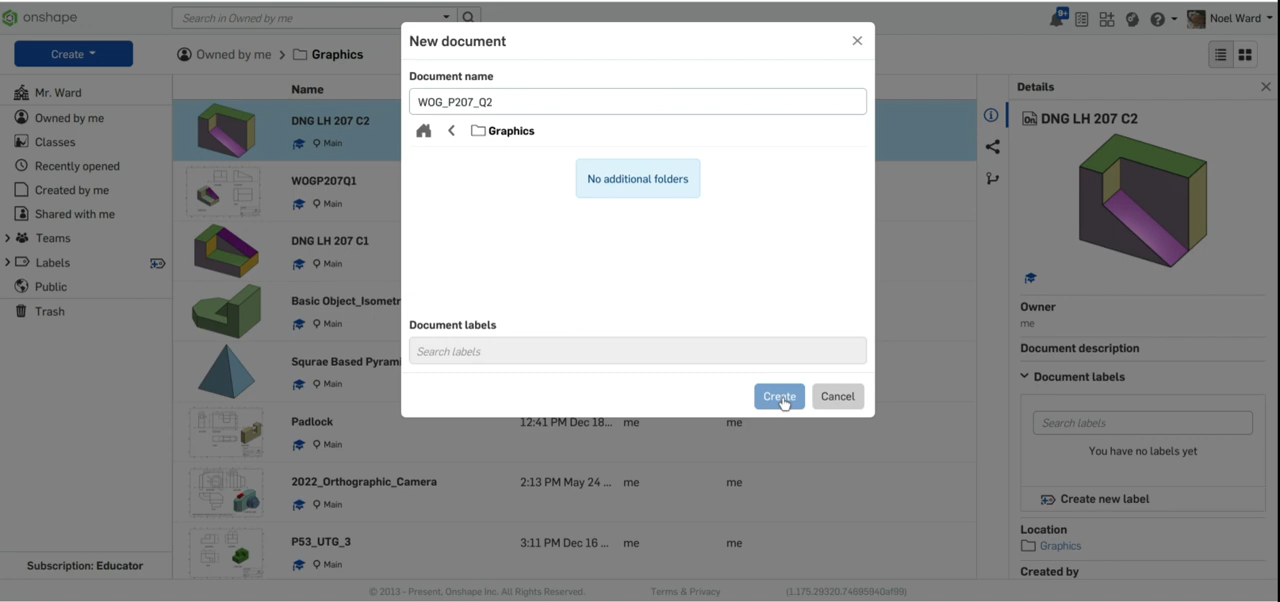 onshape
Search in Owned by me
9+
Noel Ward
Create
Owned by me > Graphics
Mr. Ward
Owned by me
Classes
Recently opened
Created by me
Shared with me
Teams
Labels
Public
Trash
Subscription: Educator
Name
DNG LH 207 C2
Main
WOGP207Q1
Main
DNG LH 207 C1
Main
Basic Object_Isometr
Main
Squrae Based Pyrami
Main
Padlock
Main
12:41 PM Dec 18... me me
2022_Orthographic_Camera
Main
2:13 PM May 24 ... me me
P53_UTG_3
Main
3:11 PM Dec 16 ... me me
New document
Document name
WOG_P207_Q2
Graphics
No additional folders
Document labels
Search labels
Create Cancel
Details
DNG LH 207 C2
Owner
me
Document description
Document labels
Search labels
You have no labels yet
Create new label
Location
Graphics
Created by
© 2013 - Present, Onshape Inc. All Rights Reserved. Terms & Privacy (1.175.29320.74695940af99)